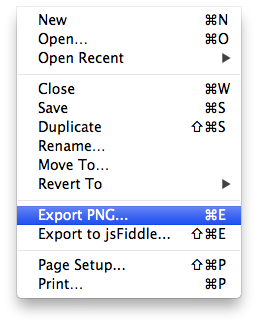 New ⌘N
Open... ⌘O
Open Recent ▶
Close ⌘W
Save ⌘S
Duplicate ⇧⌘S
Rename...
Move To...
Revert To ▶
Export PNG... ⌘E
Export to jsFiddle... ⇧⌘E
Page Setup... ⇧⌘P
Print... ⌘P